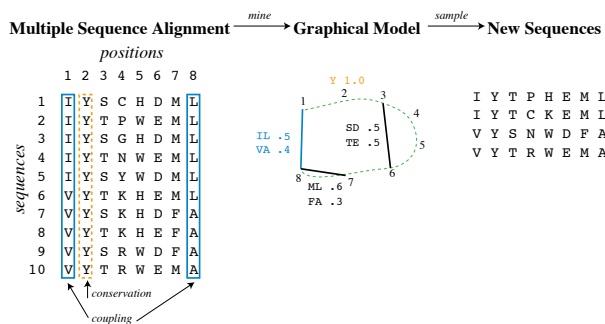 Multiple Sequence Alignment mine Graphical Model sample New Sequences
positions
1 2 3 4 5 6 7 8
sequences
1 I Y S C H D M L
2 I Y T P W E M L
3 I Y S G H D M L
4 I Y T N W E M L
5 I Y S Y W D M L
6 V Y T K H E M L
7 V Y S K H D F A
8 V Y T K H E F A
9 V Y S R W D F A
10 V Y T R W E M A
conservation
coupling
Y 1.0
1 2 3 4 5 6 7 8
IL .5
VA .4
SD .5
TE .5
ML .6
FA .3
I Y T P H E M L
I Y T C K E M L
V Y S N W D F A
V Y T R W E M A